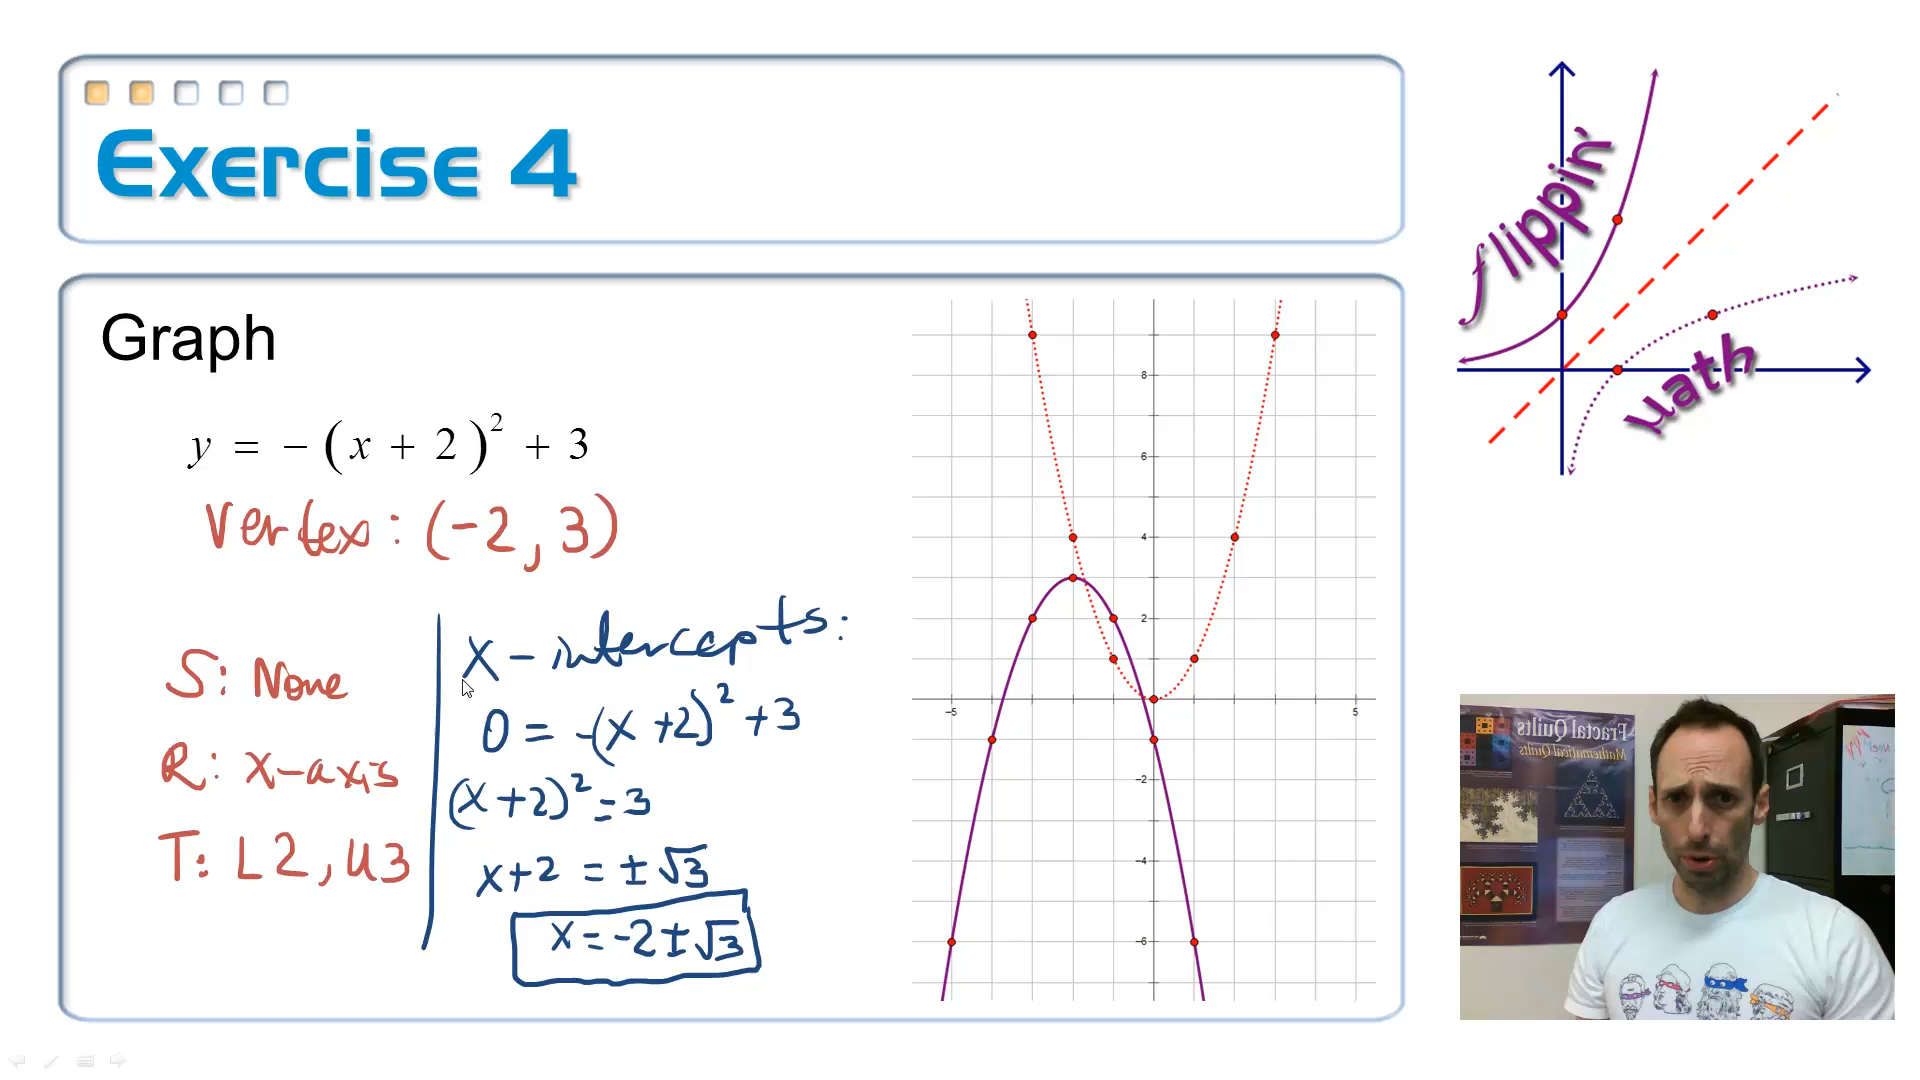 Exercise 4
Graph
y = − ( x + 2 )² + 3
Vertex: (-2, 3)
S: None
R: x-axis
T: L2, U3
X-intercepts:
0 = -(x+2)² + 3
(x+2)² = 3
x+2 = ±√3
x = -2 ± √3
8
6
4
2
-5
5
-2
-4
-6
flippin'
math
Fractal Quilts
Mathematical Quilts